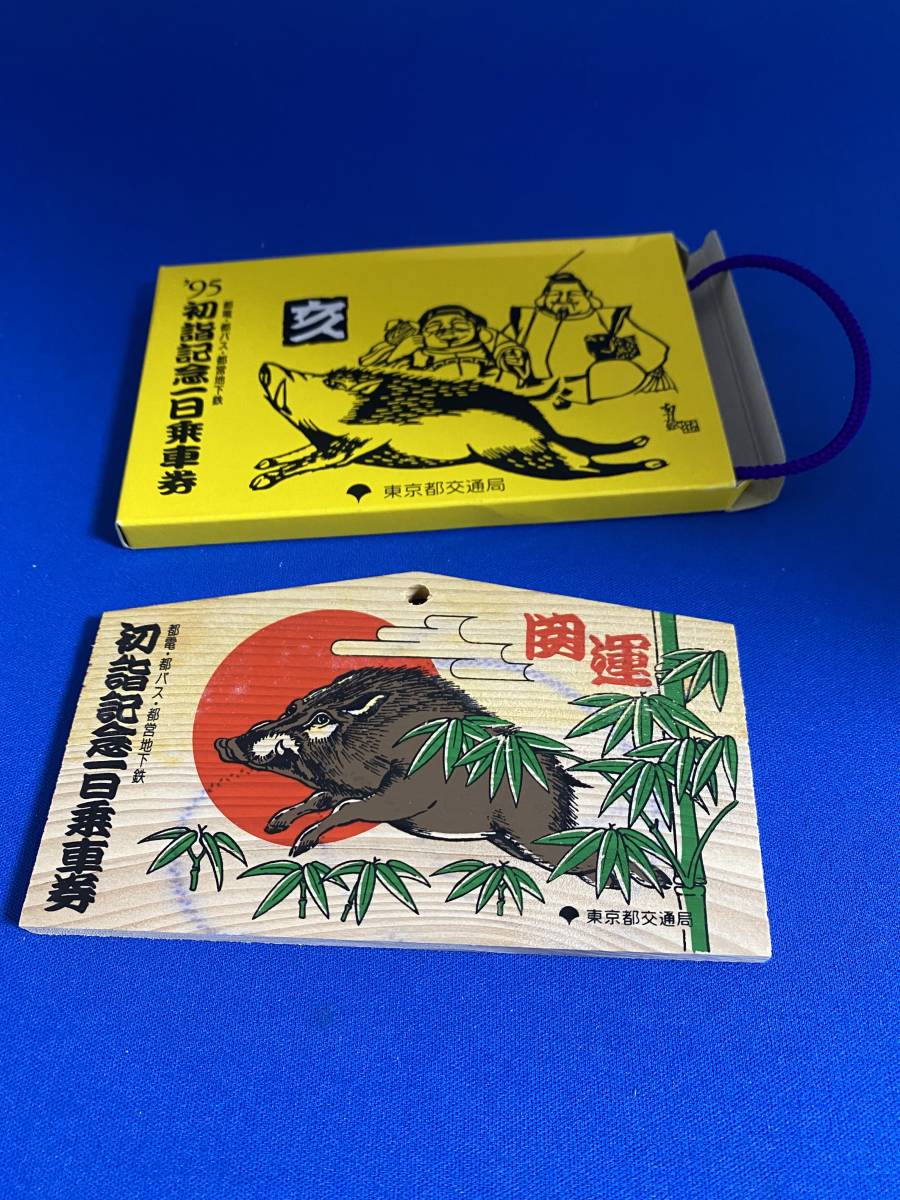 '95
初詣記念一日乗車券
都電・都バス・都営地下鉄
亥
東京都交通局
開運
都電・都バス・都営地下鉄
初詣記念一日乗車券
東京都交通局